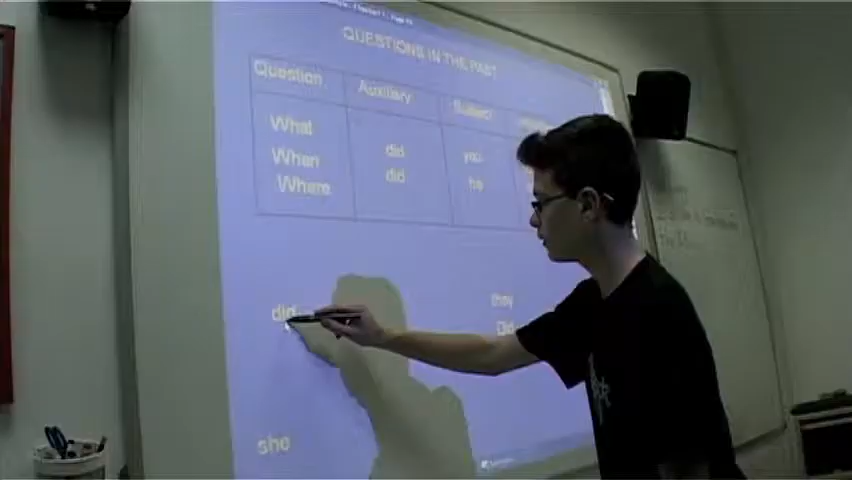 QUESTIONS IN THE PAST
Question Auxiliary Subject
What
When did you
Where did he
did they
Did
she